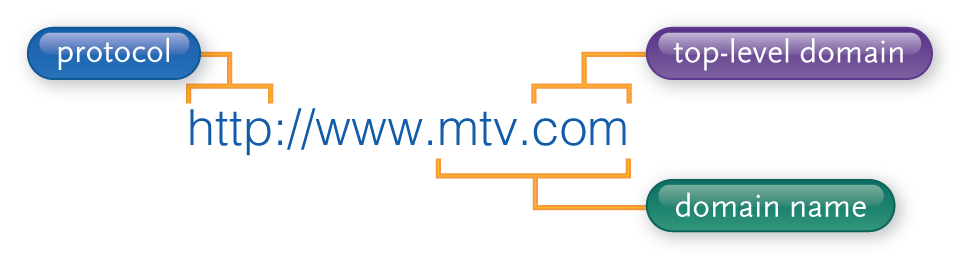 protocol
top-level domain
http://www.mtv.com
domain name